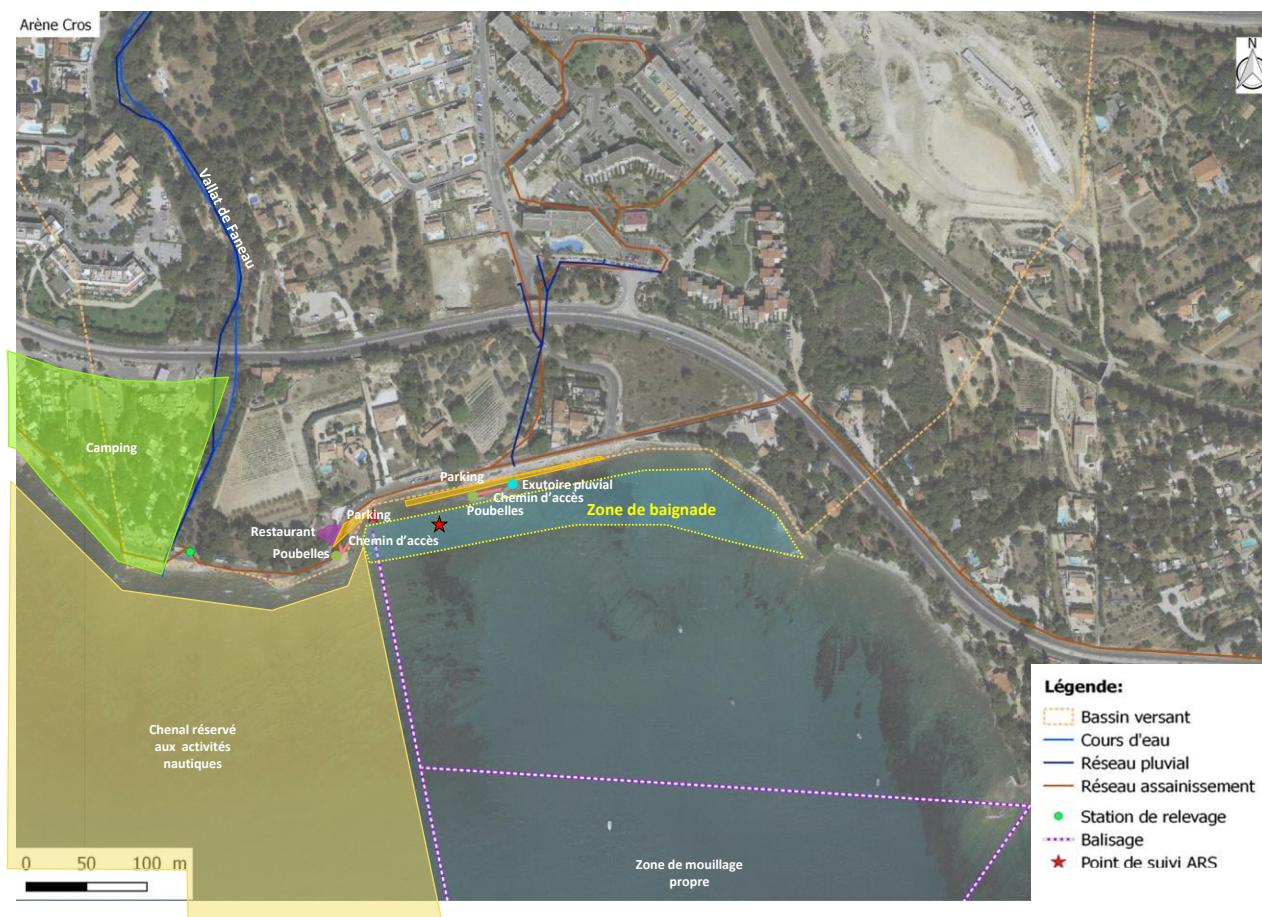 Arène Cros
N
Vallat de Faneau
Camping
Parking
Exutoire pluvial
Chemin d'accès
Poubelles
Zone de baignade
Parking
Restaurant
Chemin d'accès
Poubelles
Chenal réservé
aux activités
nautiques
Zone de mouillage
propre
0 50 100 m
Légende:
Bassin versant
Cours d'eau
Réseau pluvial
Réseau assainissement
Station de relevage
Balisage
Point de suivi ARS